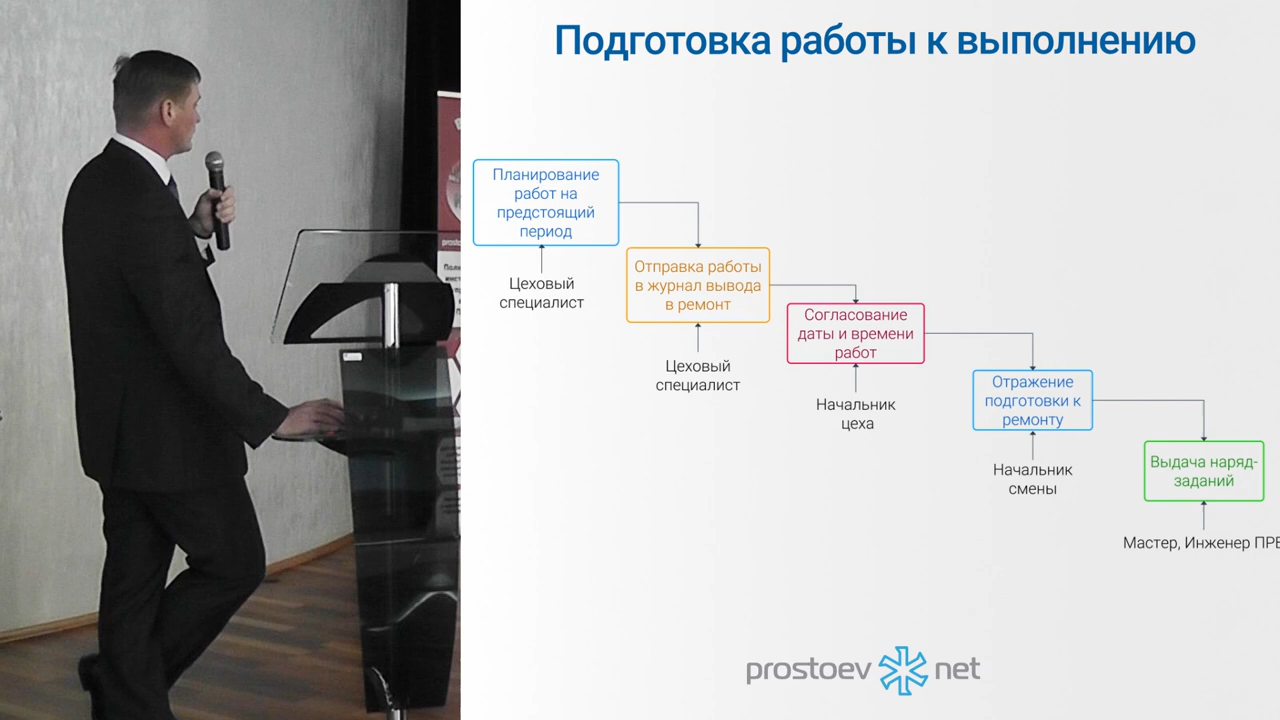 Подготовка работы к выполнению
Планирование
работ на
предстоящий
период
Цеховый
специалист
Отправка работы
в журнал вывода
в ремонт
Цеховый
специалист
Согласование
даты и времени
работ
Начальник
цеха
Отражение
подготовки к
ремонту
Начальник
смены
Выдача наряд-
заданий
Мастер, Инженер
prostoev net